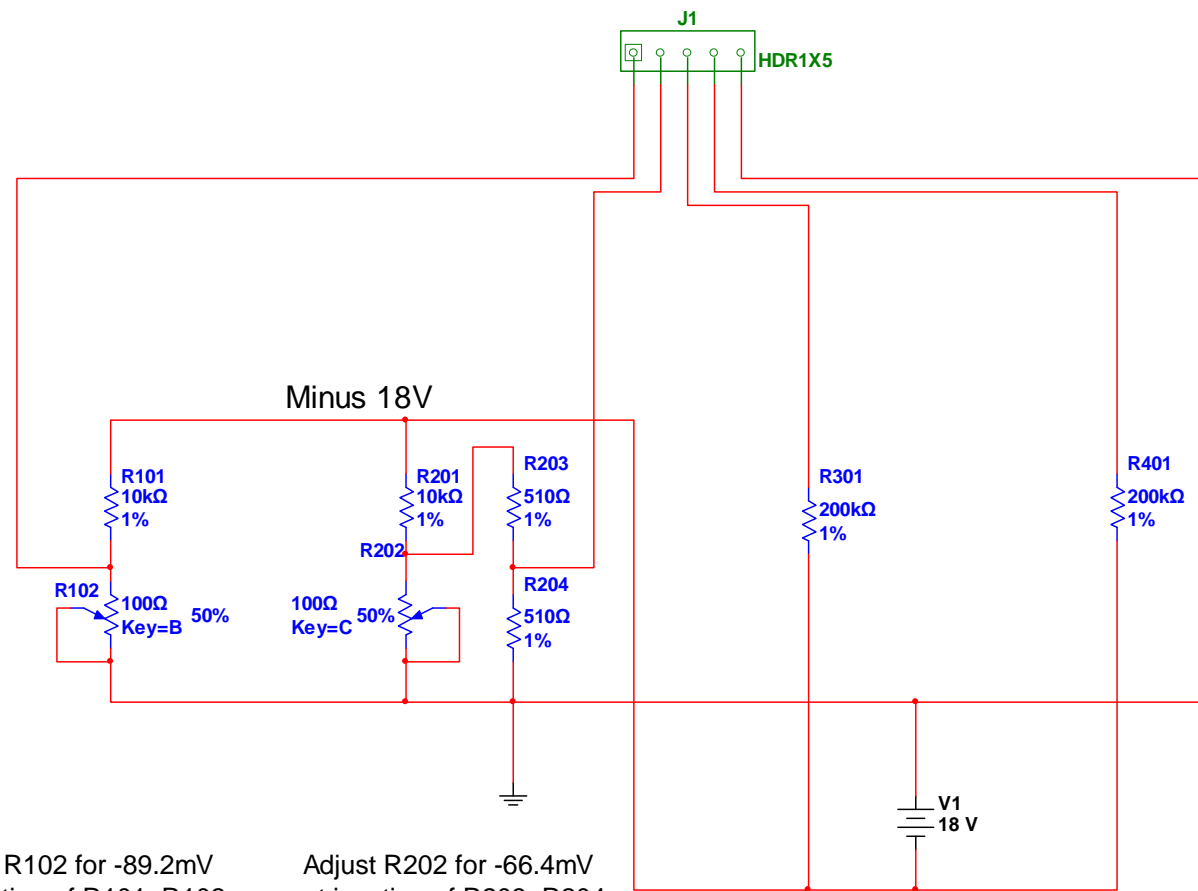 J1
HDR1X5
Minus 18V
R101
10kΩ
1%
R201
10kΩ
1%
R203
510Ω
1%
R301
200kΩ
1%
R401
200kΩ
1%
R202
R102
100Ω
Key=B
50%
100Ω
Key=C
50%
R204
510Ω
1%
V1
18 V
R102 for -89.2mV
Adjust R202 for -66.4mV